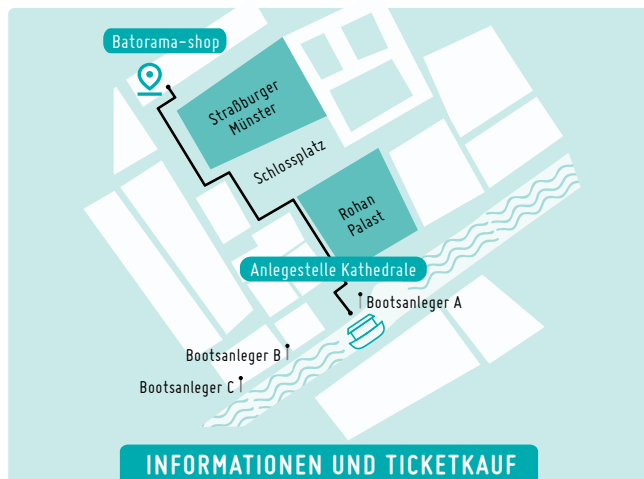 Batorama-shop
Straßburger
Münster
Schlossplatz
Rohan
Palast
Anlegestelle Kathedrale
Bootsanleger A
Bootsanleger B
Bootsanleger C
INFORMATIONEN UND TICKETKAUF